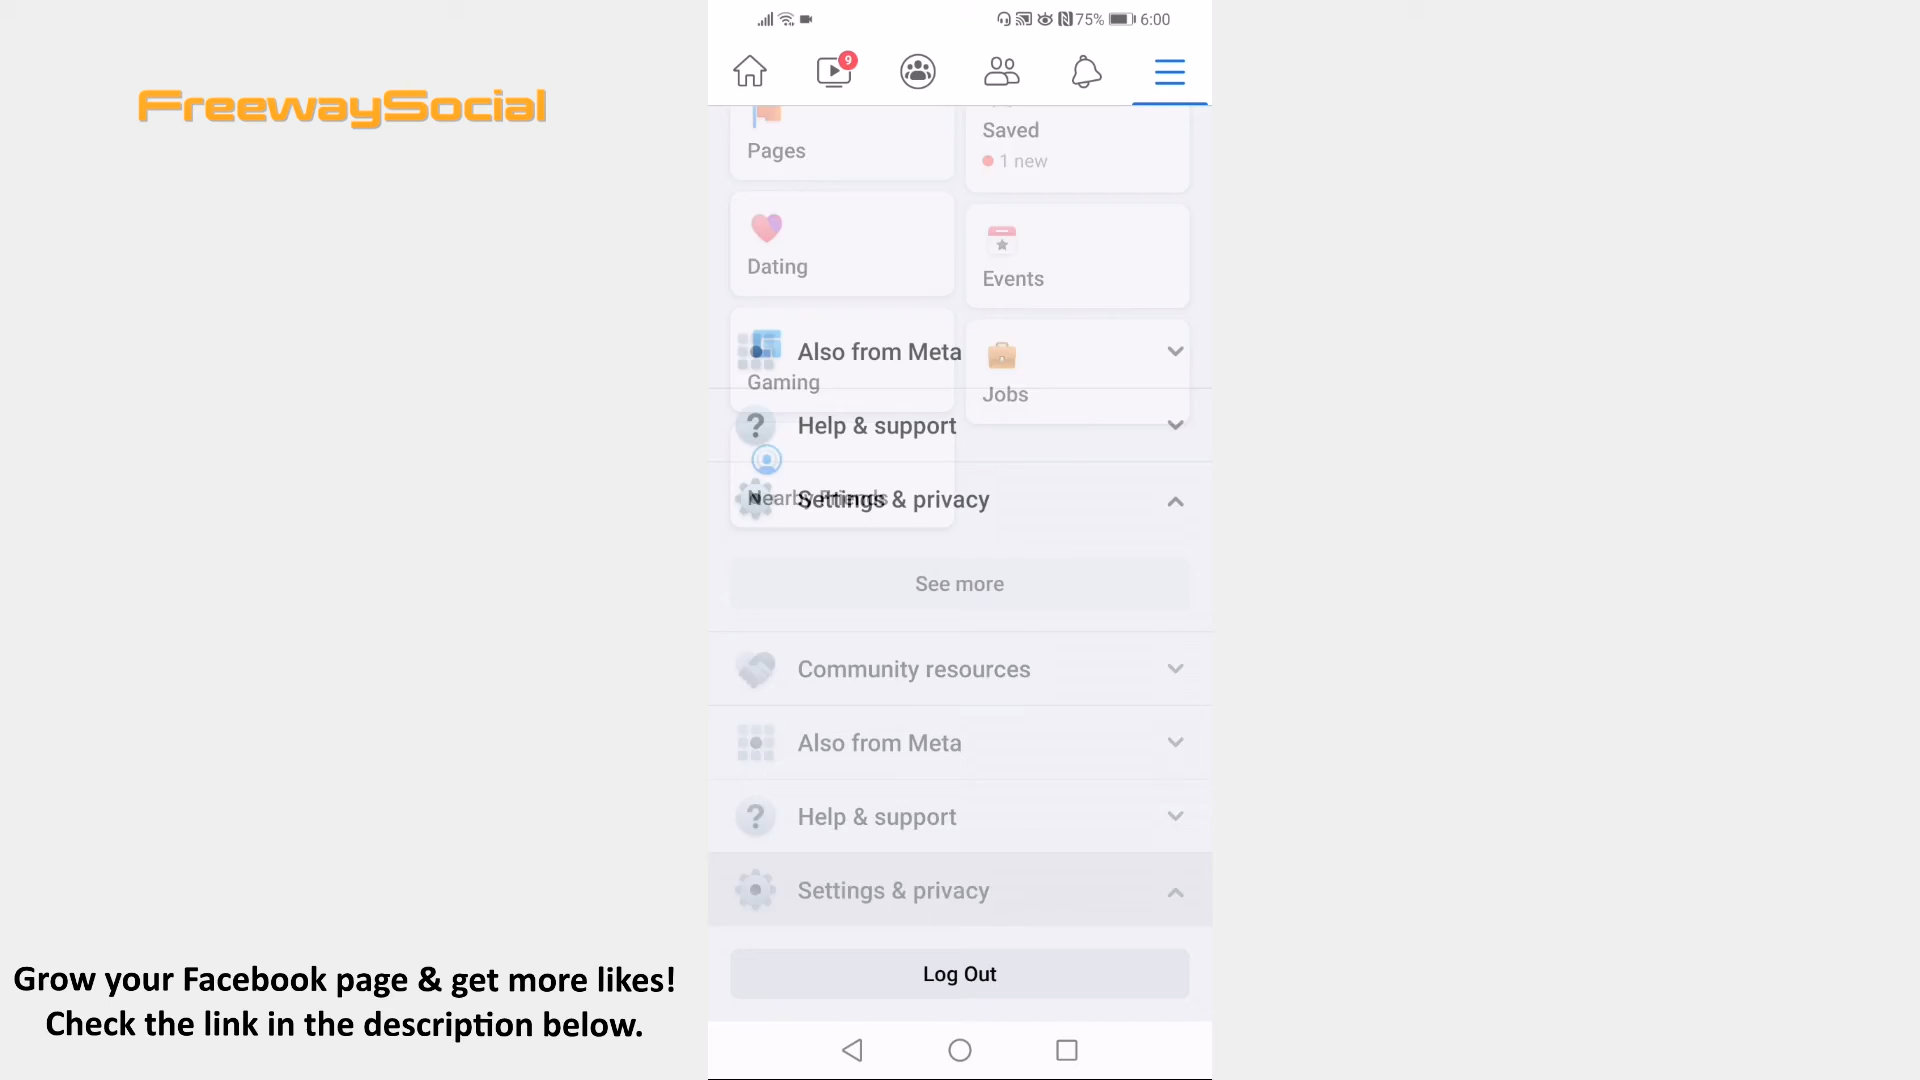 75% 6:00
9
FreewaySocial
Pages
Saved
1 new
Dating
Events
Also from Meta
Gaming
Jobs
Help & support
Nearby Friends
Settings & privacy
See more
Community resources
Also from Meta
Help & support
Settings & privacy
Log Out
Grow your Facebook page & get more likes!
Check the link in the description below.